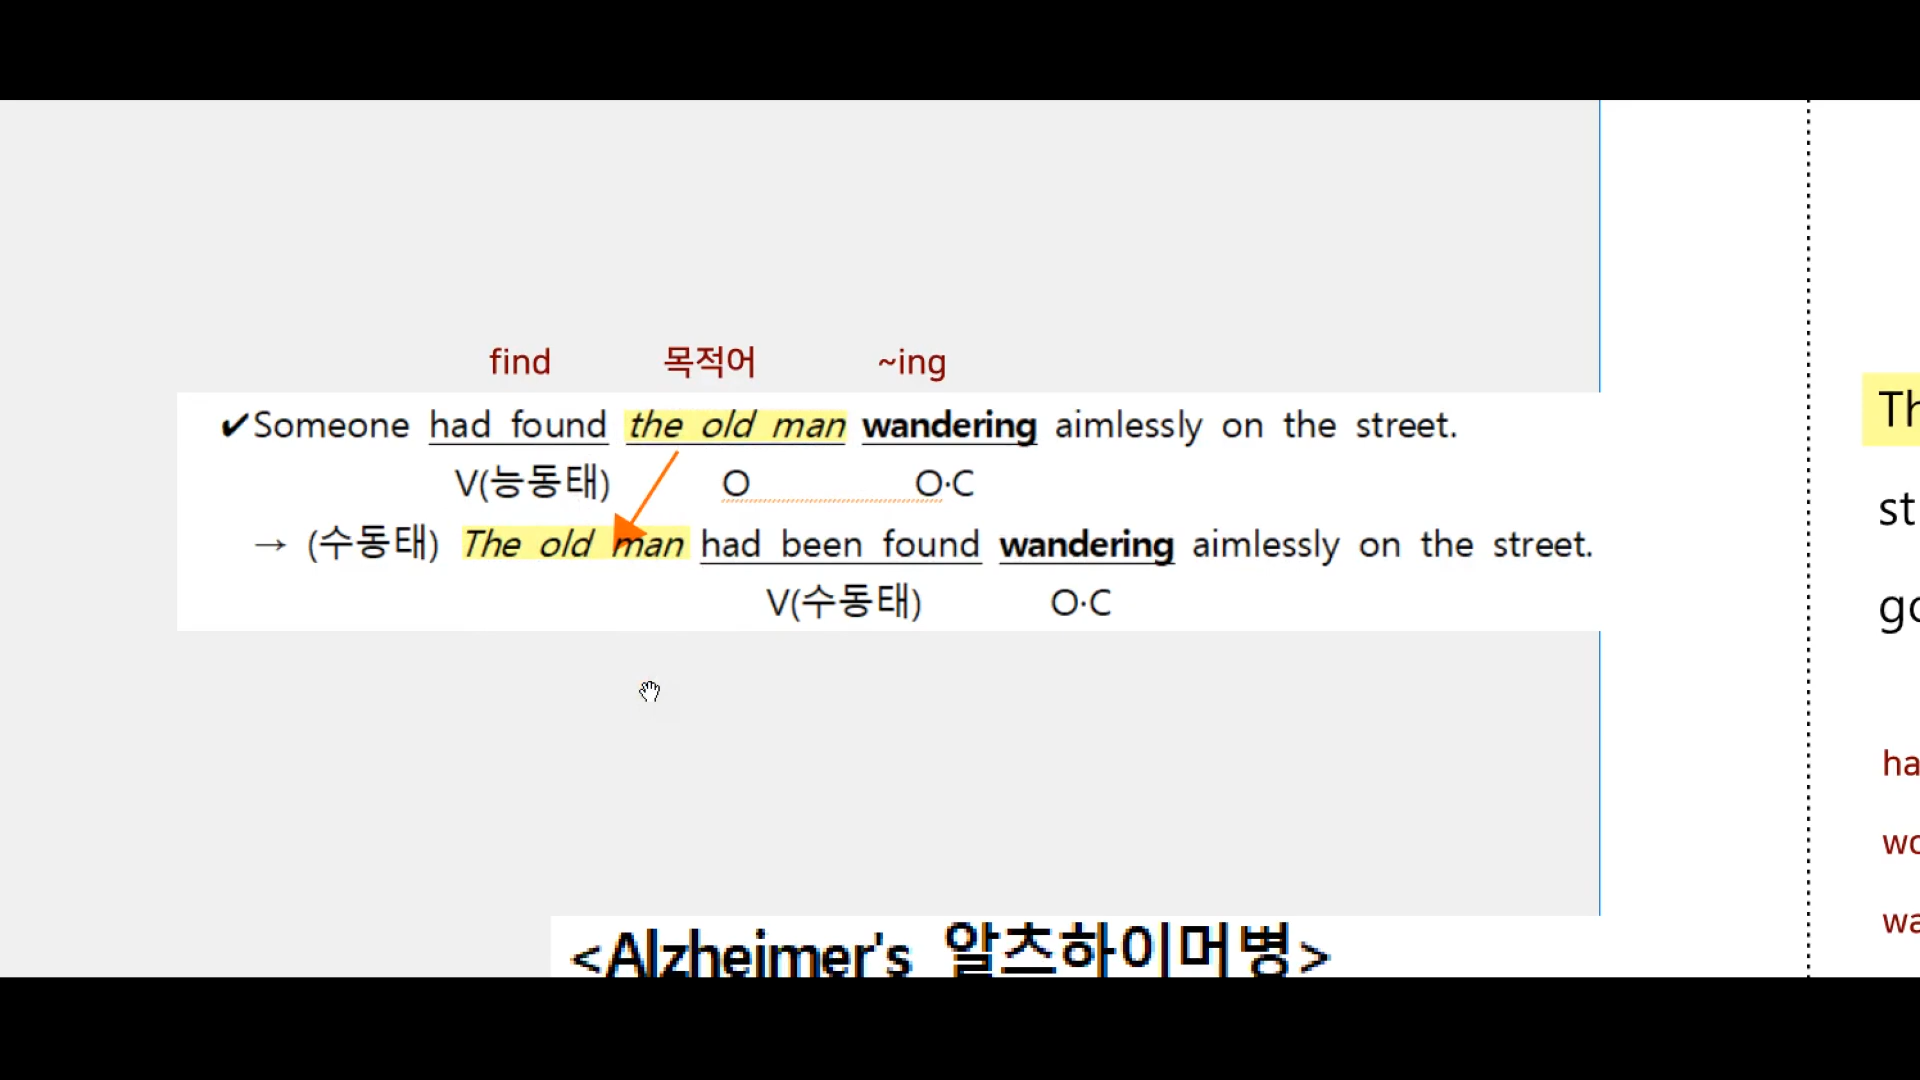 find 목적어 ~ing
✔Someone had found the old man wandering aimlessly on the street.
V(능동태) O O·C
→ (수동태) The old man had been found wandering aimlessly on the street.
V(수동태) O·C
<Alzheimer's 알츠하이머병>